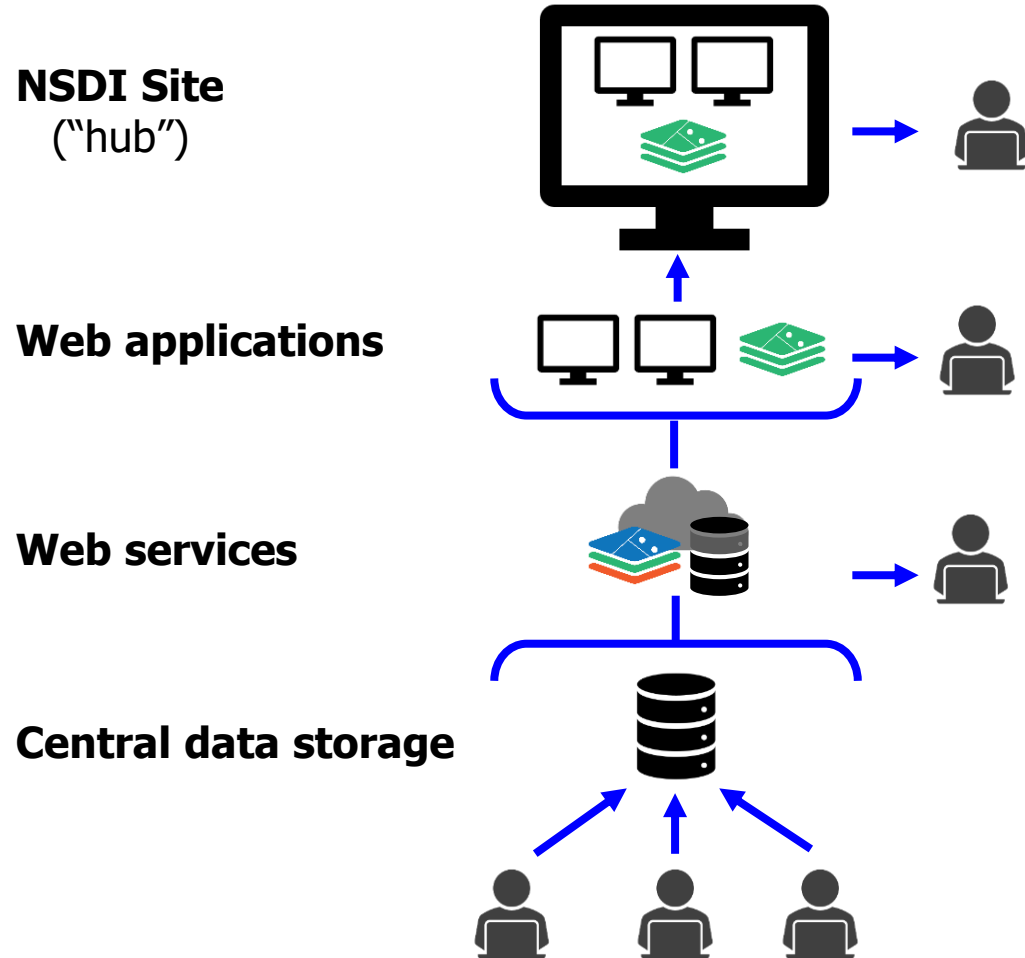 NSDI Site
(“hub”)
Web applications
Web services
Central data storage